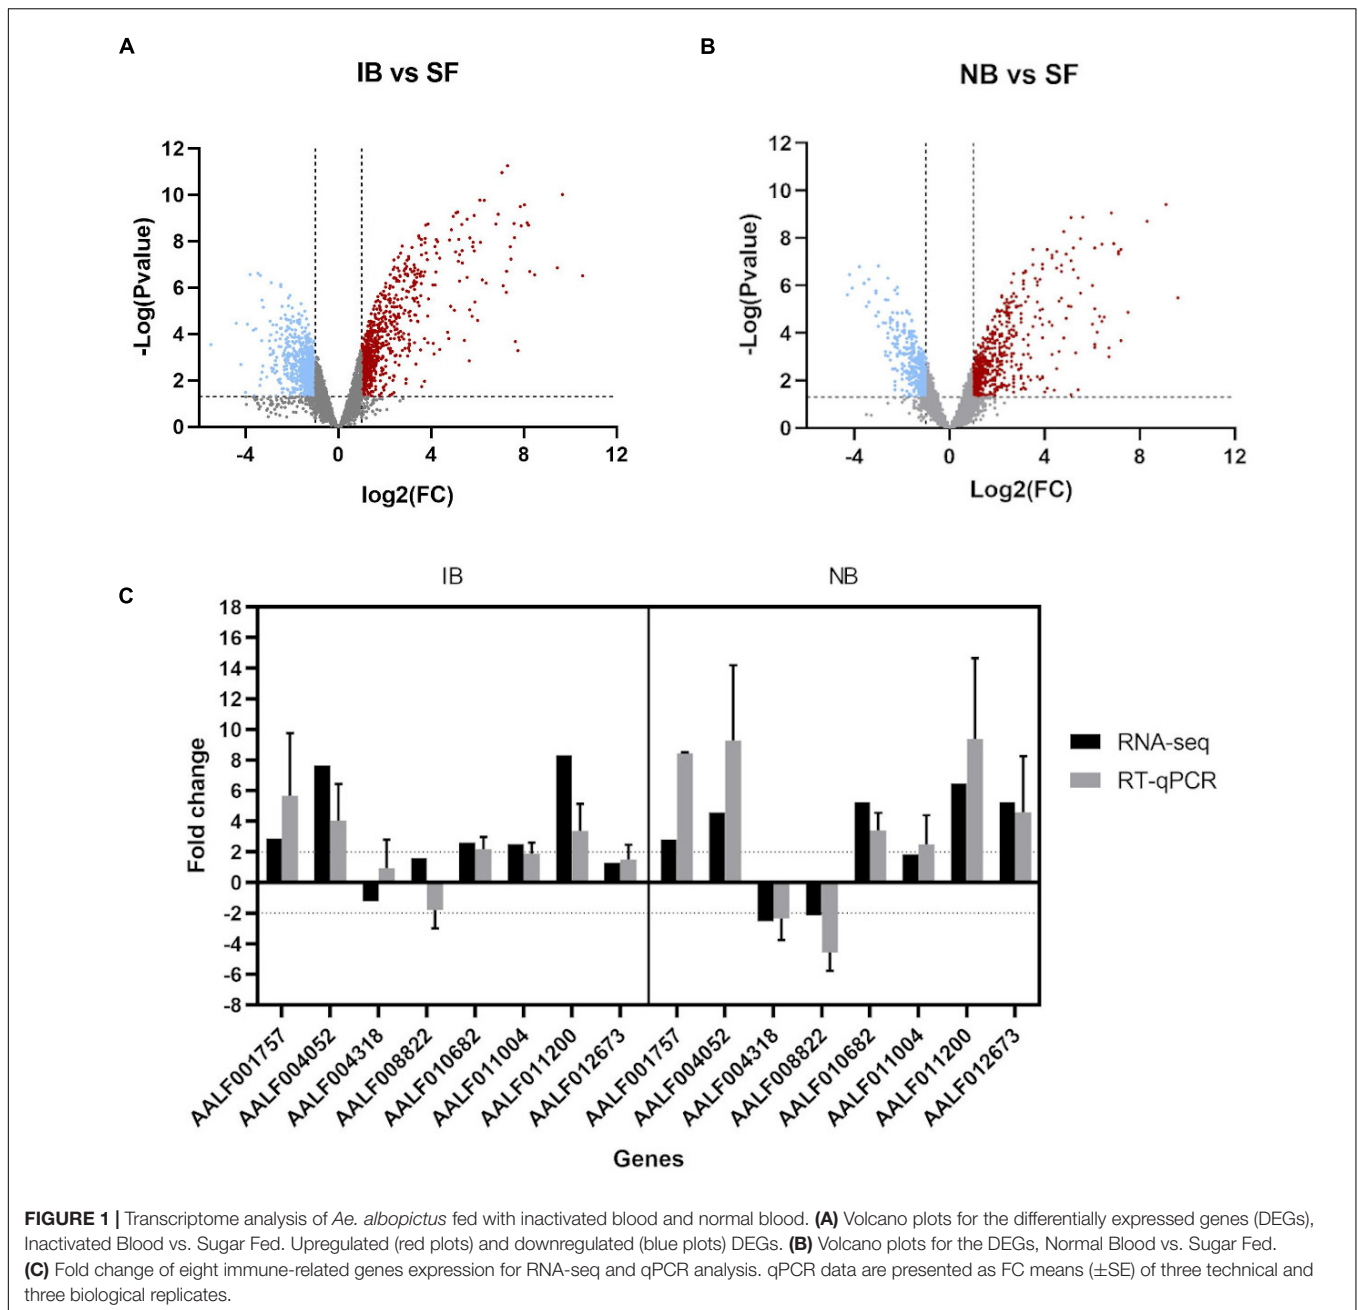 A
IB vs SF
12
10
8
6
4
2
0
-Log(Pvalue)
-4 0 4 8 12
log2(FC)
B
NB vs SF
12
10
8
6
4
2
0
-Log(Pvalue)
-4 0 4 8 12
Log2(FC)
C
IB NB
18
16
14
12
10
8
6
4
2
0
-2
-4
-6
-8
Fold change
RNA-seq
RT-qPCR
AALF001757
AALF004052
AALF004318
AALF008822
AALF010682
AALF011004
AALF011200
AALF012673
AALF001757
AALF004052
AALF004318
AALF008822
AALF010682
AALF011004
AALF011200
AALF012673
Genes
FIGURE 1 | Transcriptome analysis of Ae. albopictus fed with inactivated blood and normal blood. (A) Volcano plots for the differentially expressed genes (DEGs),
Inactivated Blood vs. Sugar Fed. Upregulated (red plots) and downregulated (blue plots) DEGs. (B) Volcano plots for the DEGs, Normal Blood vs. Sugar Fed.
(C) Fold change of eight immune-related genes expression for RNA-seq and qPCR analysis. qPCR data are presented as FC means (±SE) of three technical and
three biological replicates.